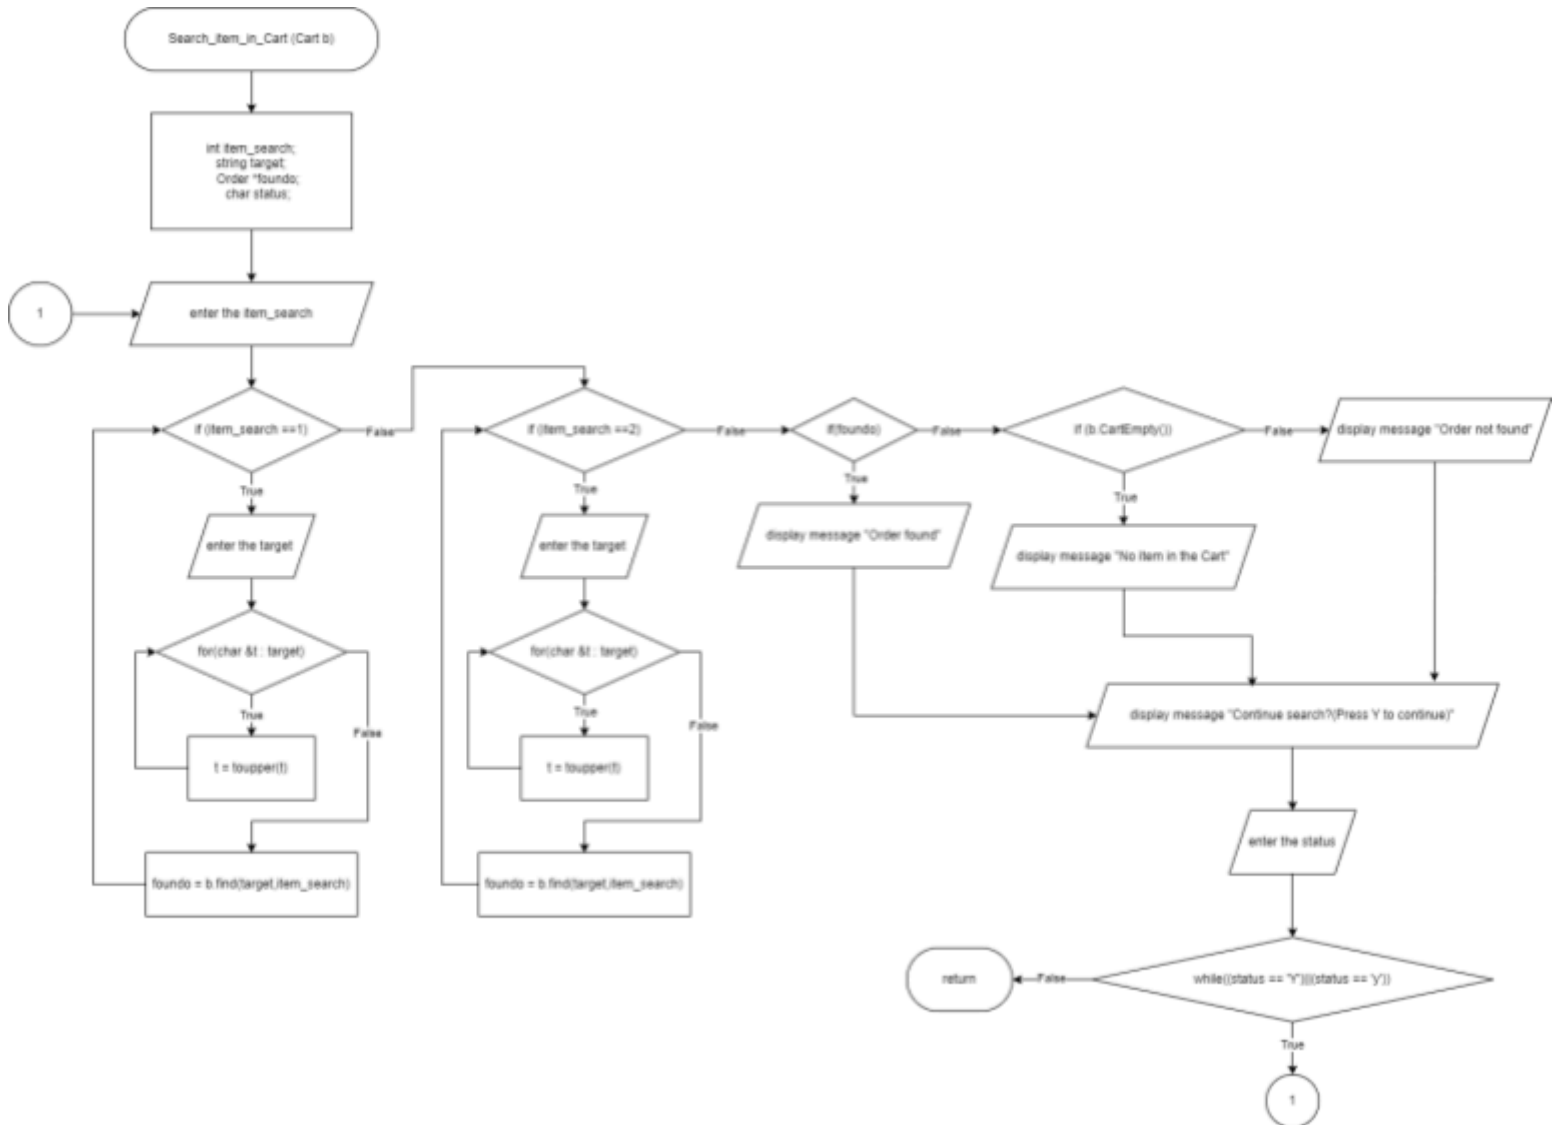 Search_item_in_Cart (Cart b)
int item_search;
string target;
Order *foundo;
char status;
1
enter the item_search
if (item_search ==1)
False
if (item_search ==2)
False
if(foundo)
False
if (b.CartEmpty())
False
display message "Order not found"
True
True
True
True
enter the target
enter the target
display message "Order found"
display message "No Item in the Cart"
for(char &t : target)
for(char &t : target)
True
False
True
False
display message "Continue search?(Press Y to continue)"
t = toupper(t)
t = toupper(t)
enter the status
foundo = b.find(target,item_search)
foundo = b.find(target,item_search)
return
False
while((status == 'Y')||(status == 'y'))
True
1